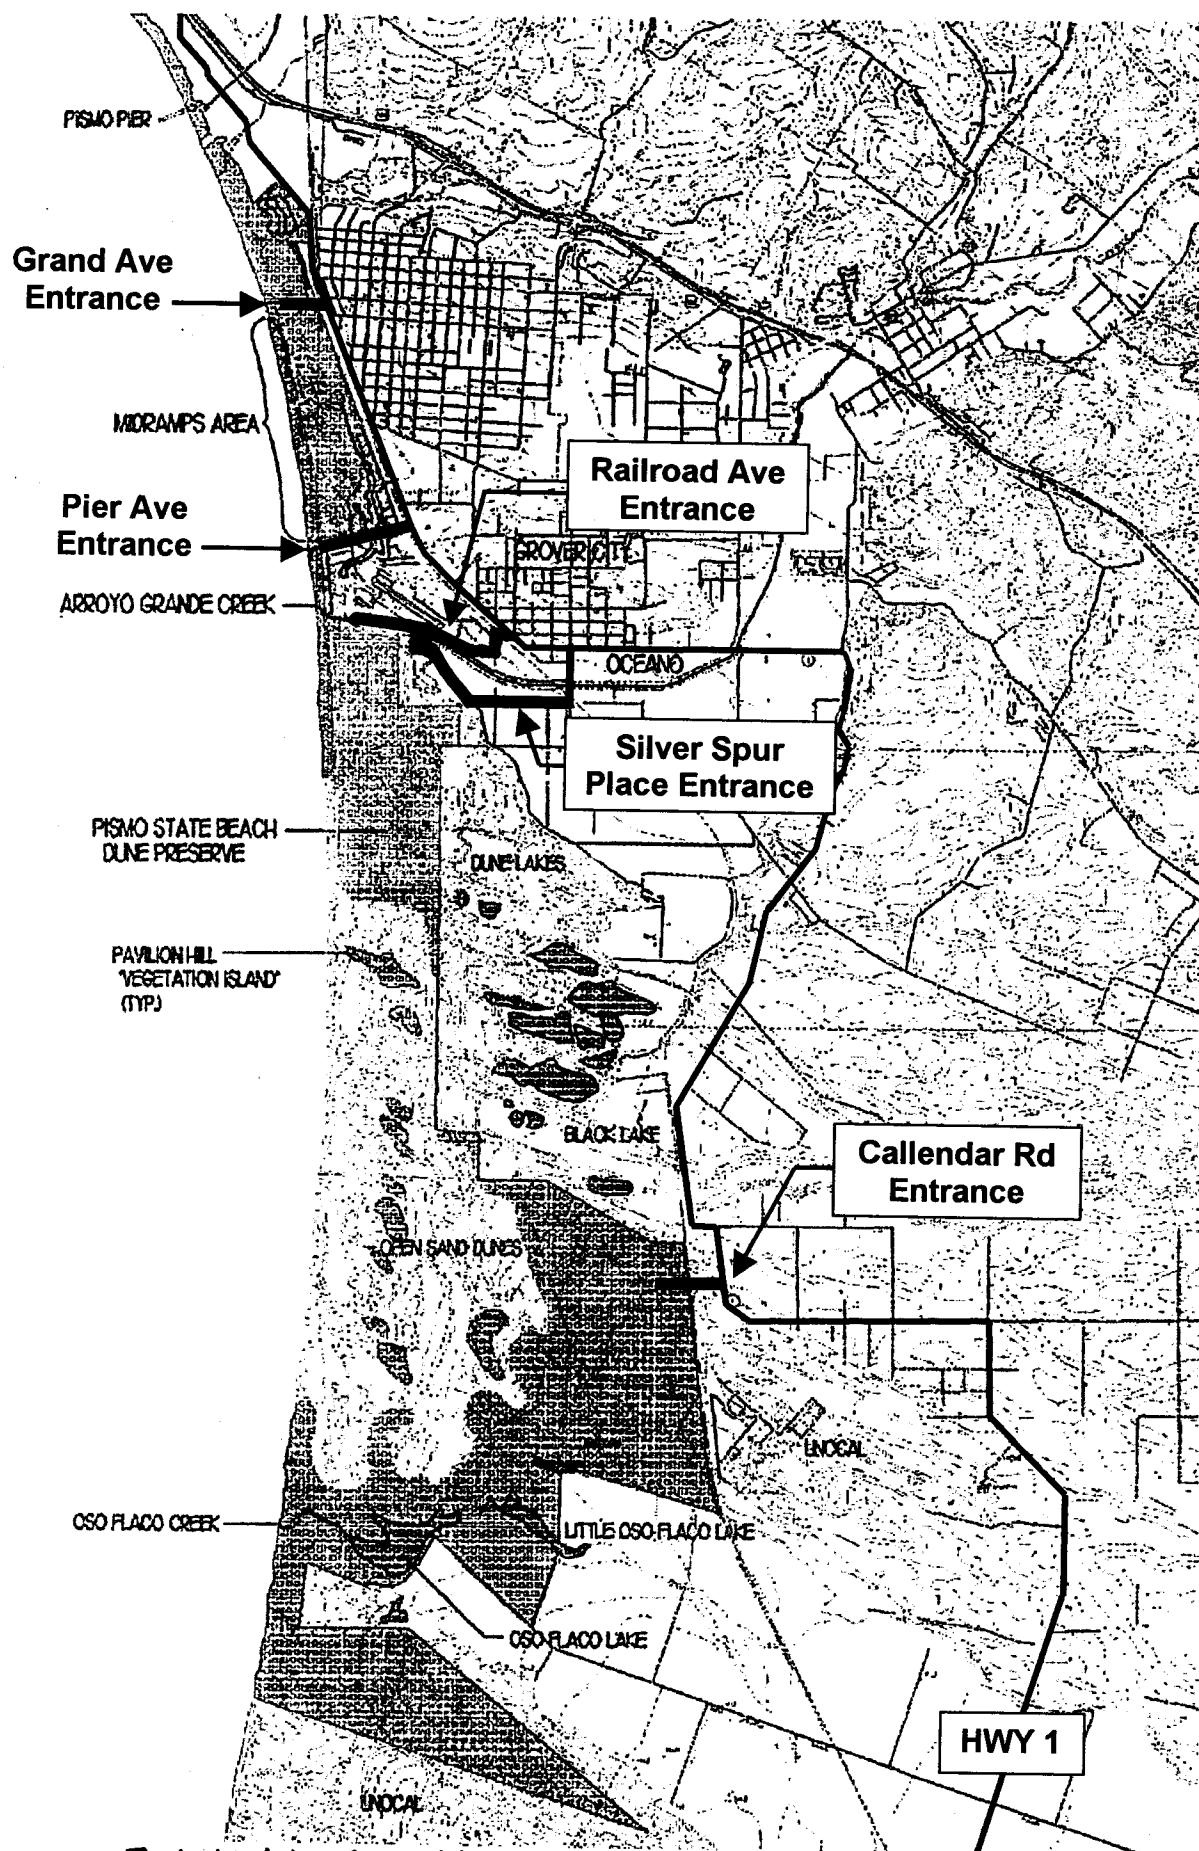 PISMO PIER
Grand Ave
Entrance
MIDRAMPS AREA
Railroad Ave
Entrance
Pier Ave
Entrance
GROVER CITY
ARROYO GRANDE CREEK
OCEANO
Silver Spur
Place Entrance
PISMO STATE BEACH
DUNE PRESERVE
DUNE LAKES
PAVILION HILL
"VEGETATION ISLAND"
(TYP.)
BLACK LAKE
Callendar Rd
Entrance
OPEN SAND DUNES
UNOCAL
OSO FLACO CREEK
LITTLE OSO FLACO LAKE
OSO FLACO LAKE
HWY 1
UNOCAL